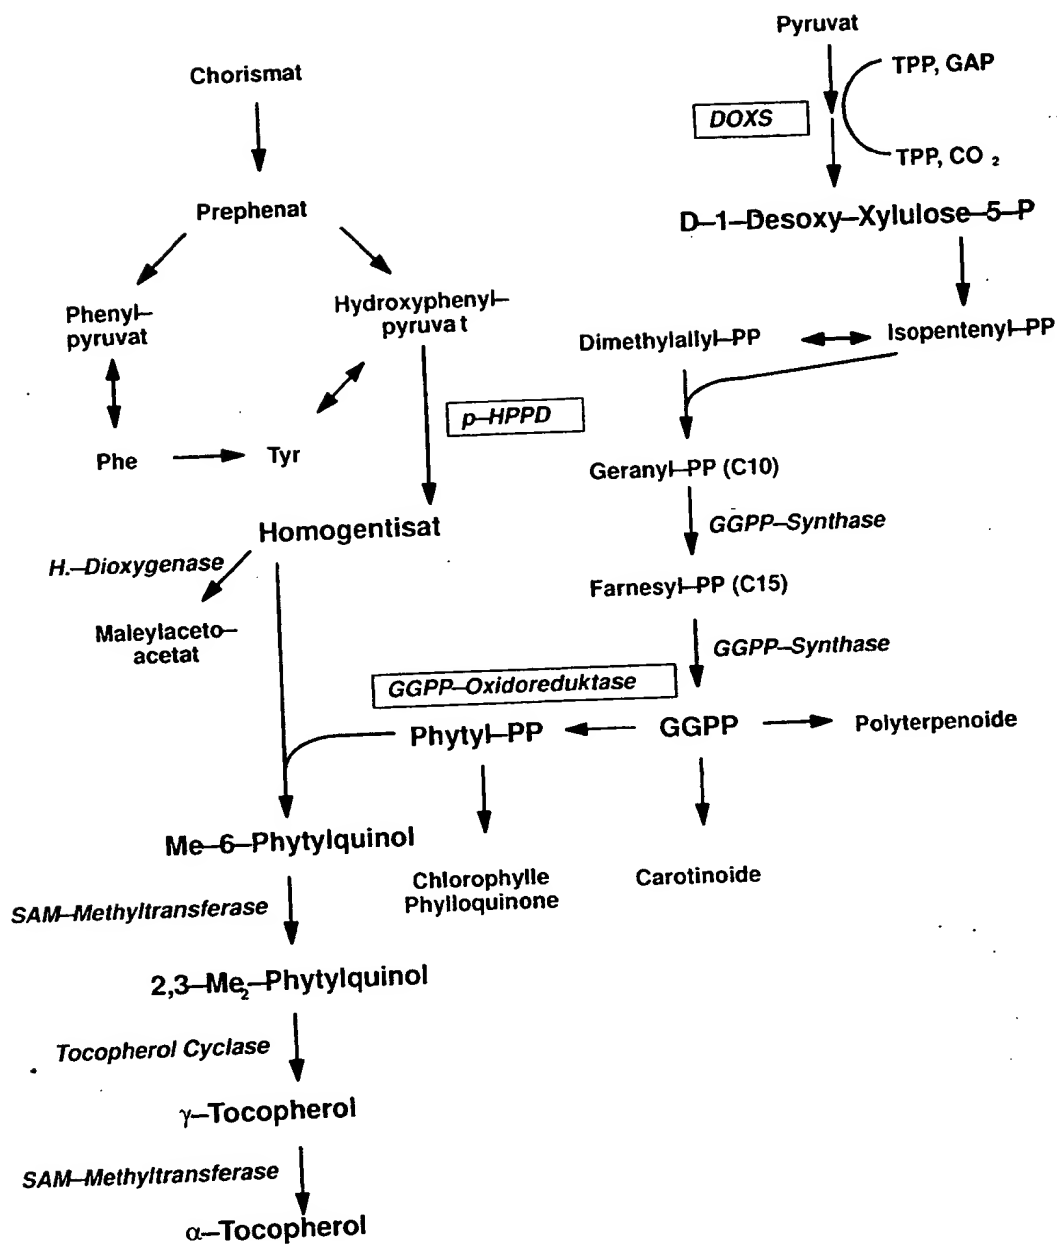 Pyruvat
TPP, GAP
Chorismat
DOXS
TPP, CO 2
Prephenat
D–1–Desoxy–Xylulose–5–P
Phenyl–
pyruvat
Hydroxyphenyl–
pyruvat
Dimethylallyl–PP
Isopentenyl–PP
p–HPPD
Phe
Tyr
Geranyl–PP (C10)
Homogentisat
GGPP–Synthase
H.–Dioxygenase
Farnesyl–PP (C15)
Maleylaceto–
acetat
GGPP–Synthase
GGPP–Oxidoreduktase
Phytyl–PP
GGPP
Polyterpenoide
Me–6–Phytylquinol
Chlorophylle
Phylloquinone
Carotinoide
SAM–Methyltransferase
2,3–Me2–Phytylquinol
Tocopherol Cyclase
γ–Tocopherol
SAM–Methyltransferase
α–Tocopherol